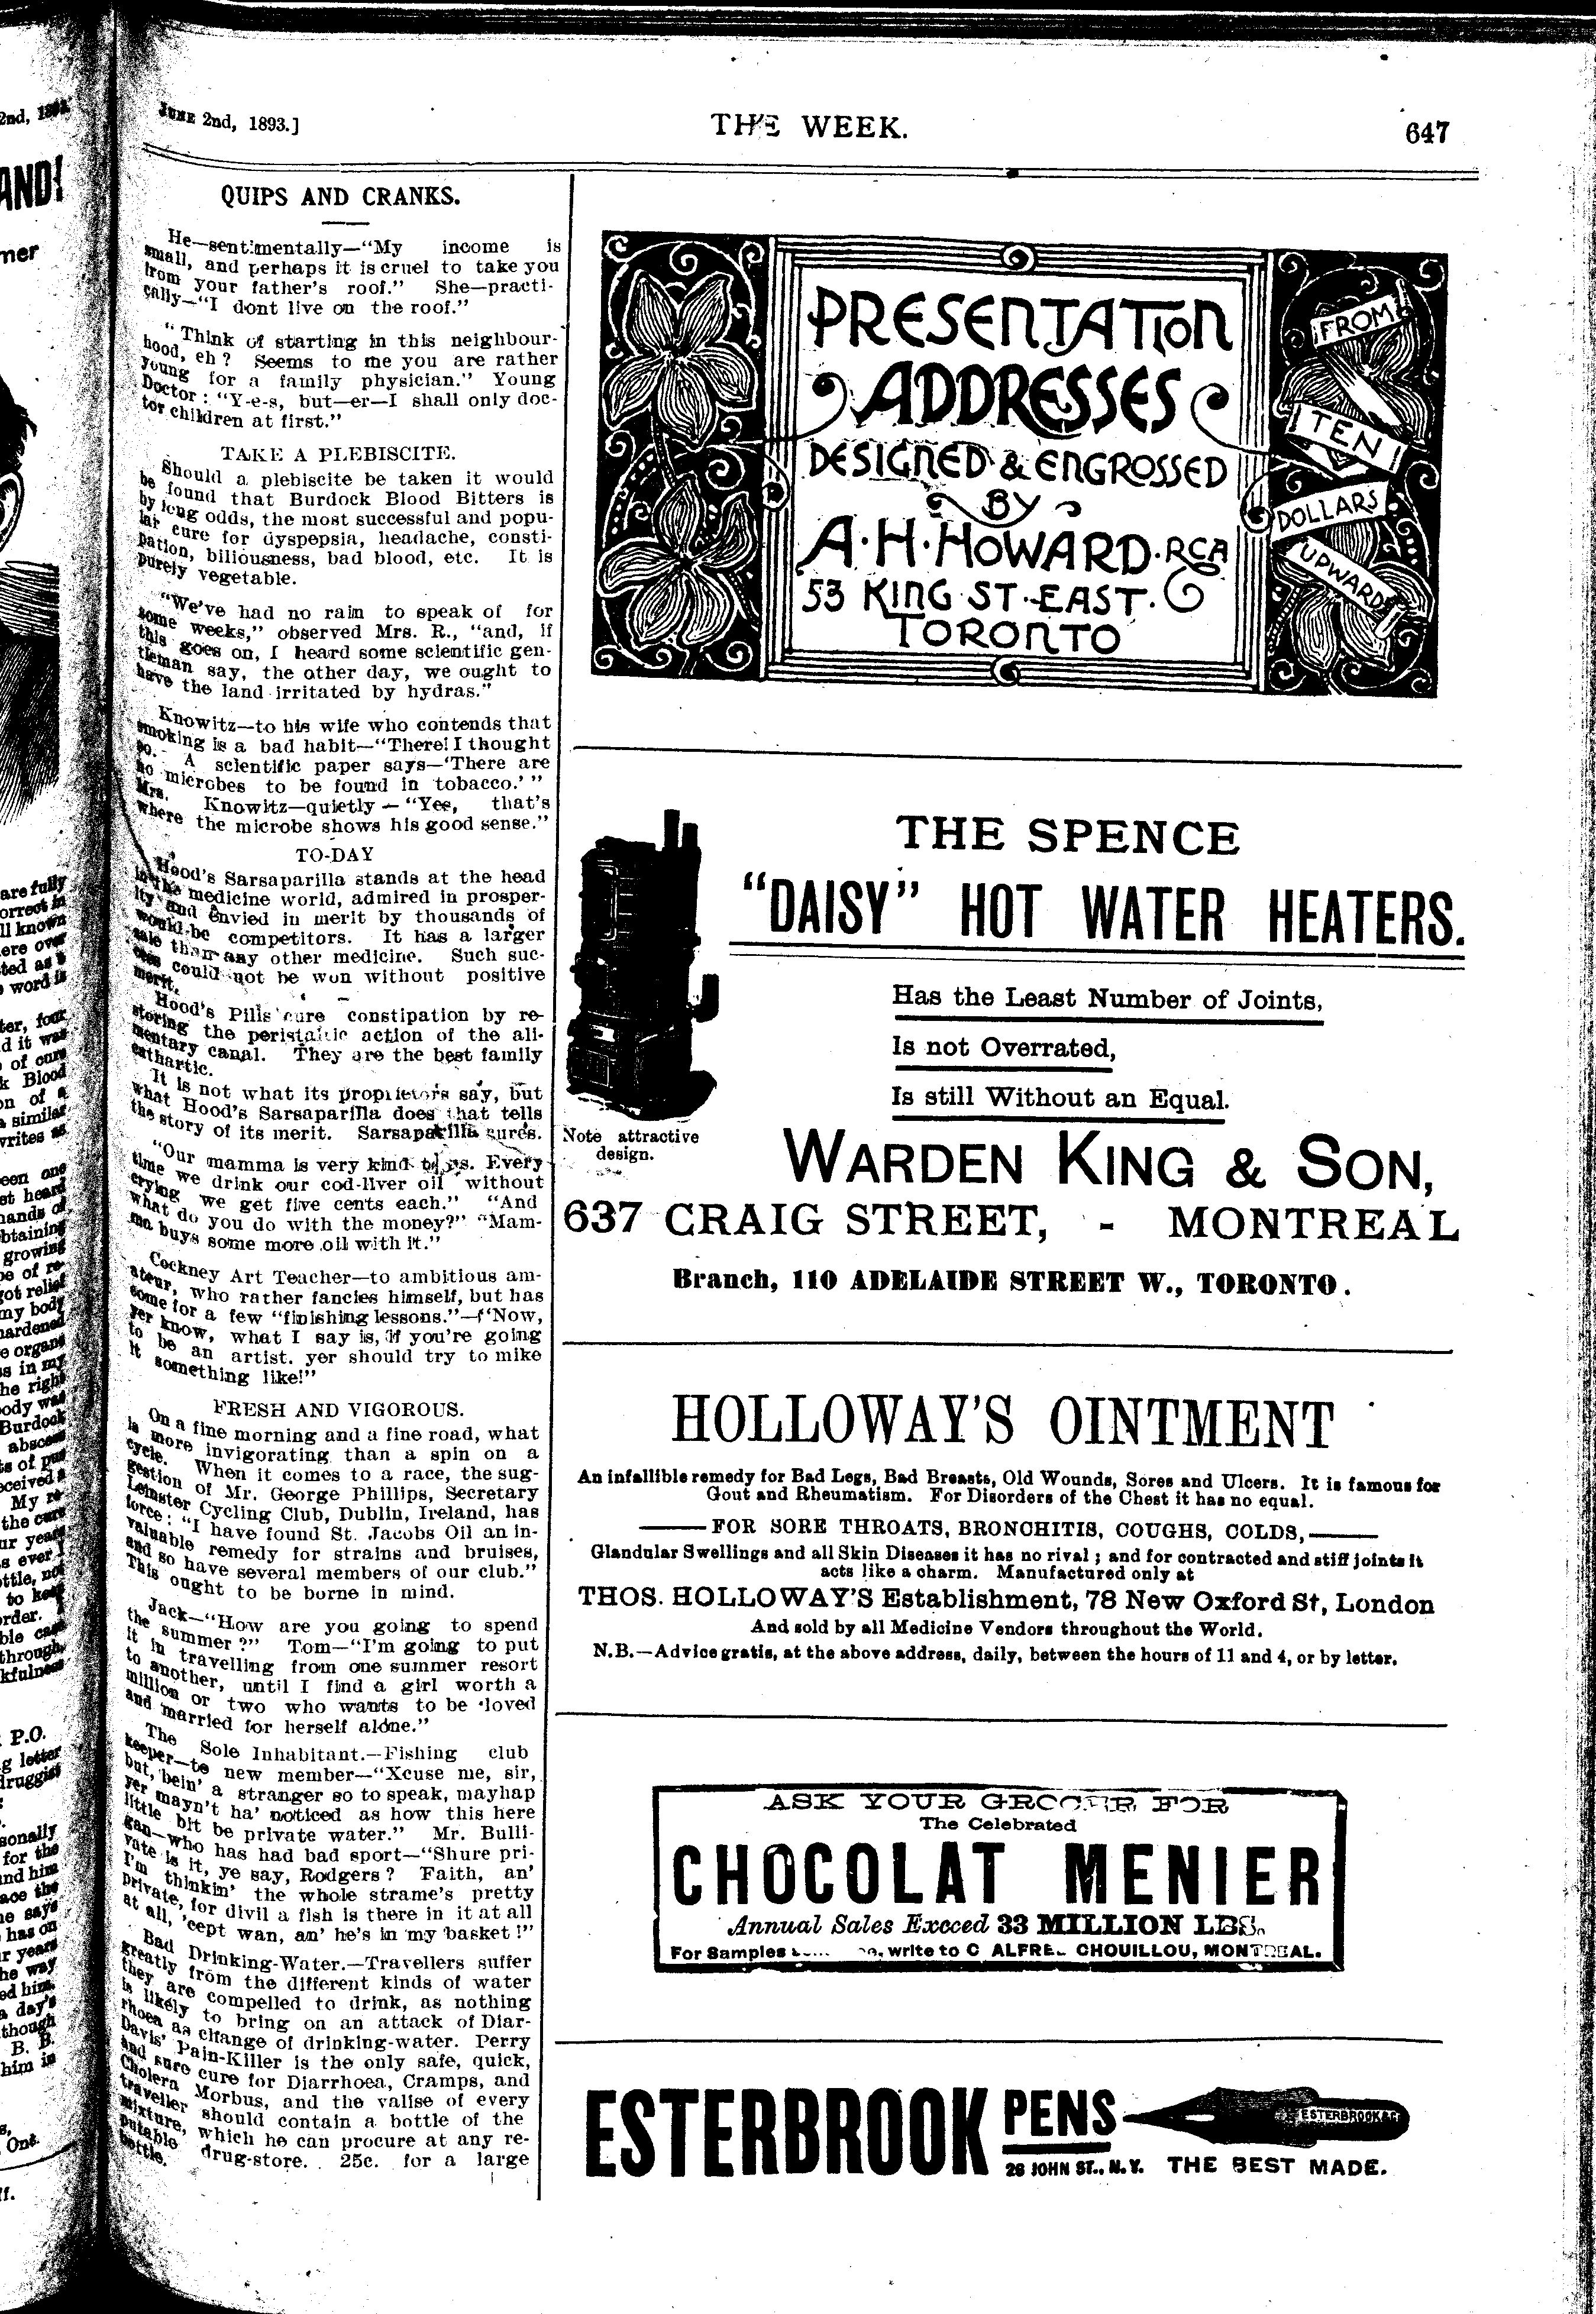 JUNE 2nd, 1893.]
THE WEEK.
647
QUIPS AND CRANKS.
He—sentimentally—"My income is
small, and perhaps it is cruel to take you
from your father's roof." She—practi-
cally—"I dont live on the roof."
"Think of starting in this neighbour-
hood, eh? Seems to me you are rather
young for a family physician." Young
Doctor: "Y-e-s, but—er—I shall only doc-
tor children at first."
TAKE A PLEBISCITE.
Should a plebiscite be taken it would
be found that Burdock Blood Bitters is
by long odds, the most successful and popu-
lar cure for dyspepsia, headache, consti-
pation, biliousness, bad blood, etc. It is
purely vegetable.
"We've had no rain to speak of for
some weeks," observed Mrs. R., "and, if
this goes on, I heard some scientific gen-
tleman say, the other day, we ought to
have the land irritated by hydras."
Knowitz—to his wife who contends that
smoking is a bad habit—"There! I thought
so. A scientific paper says—'There are
no microbes to be found in tobacco.'"
Mrs. Knowitz—quietly—"Yes, that's
where the microbe shows his good sense."
TO-DAY
Hood's Sarsaparilla stands at the head
in the medicine world, admired in prosper-
ity and envied in merit by thousands of
would-be competitors. It has a larger
sale than any other medicine. Such suc-
cess could not be won without positive
merit.
Hood's Pills cure constipation by re-
storing the peristaltic action of the ali-
mentary canal. They are the best family
cathartic.
It is not what its proprietors say, but
what Hood's Sarsaparilla does that tells
the story of its merit. Sarsaparilla cures.
"Our mamma is very kind to us. Every
time we drink our cod-liver oil without
crying we get five cents each." "And
what do you do with the money?" "Mam-
ma buys some more oil with it."
Cockney Art Teacher—to ambitious am-
ateur, who rather fancies himself, but has
come for a few "finishing lessons."—"Now,
yer know, what I say is, if you're going
to be an artist. yer should try to mike
it something like!"
FRESH AND VIGOROUS.
On a fine morning and a fine road, what
is more invigorating than a spin on a
cycle. When it comes to a race, the sug-
gestion of Mr. George Phillips, Secretary
Leinster Cycling Club, Dublin, Ireland, has
force: "I have found St. Jacobs Oil an in-
valuable remedy for strains and bruises,
and so have several members of our club."
This ought to be borne in mind.
Jack—"How are you going to spend
the summer?" Tom—"I'm going to put
it in travelling from one summer resort
to another, until I find a girl worth a
million or two who wants to be loved
and married for herself alone."
The Sole Inhabitant.—Fishing club
keeper—to new member—"Xcuse me, sir,
but, bein' a stranger so to speak, mayhap
yer mayn't ha' noticed as how this here
little bit be private water." Mr. Bulli-
gan—who has had bad sport—"Shure pri-
vate is it, ye say, Rodgers? Faith, an'
I'm thinkin' the whole strame's pretty
private, for divil a fish is there in it at all
at all, 'cept wan, an' he's in my basket!"
Bad Drinking-Water.—Travellers suffer
greatly from the different kinds of water
they are compelled to drink, as nothing
is likely to bring on an attack of Diar-
rhoea as change of drinking-water. Perry
Davis' Pain-Killer is the only safe, quick,
and sure cure for Diarrhoea, Cramps, and
Cholera Morbus, and the valise of every
traveller should contain a bottle of the
mixture, which he can procure at any re-
putable drug-store. 25c. for a large
bottle.
PRESENTATION
ADDRESSES
DESIGNED & ENGROSSED
BY
A·H·HOWARD·RCA
53 KING ST·EAST·
TORONTO
FROM
TEN
DOLLARS
UPWARDS
THE SPENCE
"DAISY" HOT WATER HEATERS.
Has the Least Number of Joints,
Is not Overrated,
Is still Without an Equal.
Note attractive
design.
WARDEN KING & SON,
637 CRAIG STREET, - MONTREAL
Branch, 110 ADELAIDE STREET W., TORONTO.
HOLLOWAY'S OINTMENT
An infallible remedy for Bad Legs, Bad Breasts, Old Wounds, Sores and Ulcers. It is famous for
Gout and Rheumatism. For Disorders of the Chest it has no equal.
——FOR SORE THROATS, BRONCHITIS, COUGHS, COLDS,——
Glandular Swellings and all Skin Diseases it has no rival; and for contracted and stiff joints it
acts like a charm. Manufactured only at
THOS. HOLLOWAY'S Establishment, 78 New Oxford St, London
And sold by all Medicine Vendors throughout the World.
N.B.—Advice gratis, at the above address, daily, between the hours of 11 and 4, or by letter.
ASK YOUR GROCER FOR
The Celebrated
CHOCOLAT MENIER
Annual Sales Exceed 33 MILLION LBS.
For Samples write to C ALFRED CHOUILLOU, MONTREAL.
ESTERBROOK PENS
26 JOHN ST., N.Y. THE BEST MADE.
ESTERBROOK & CO